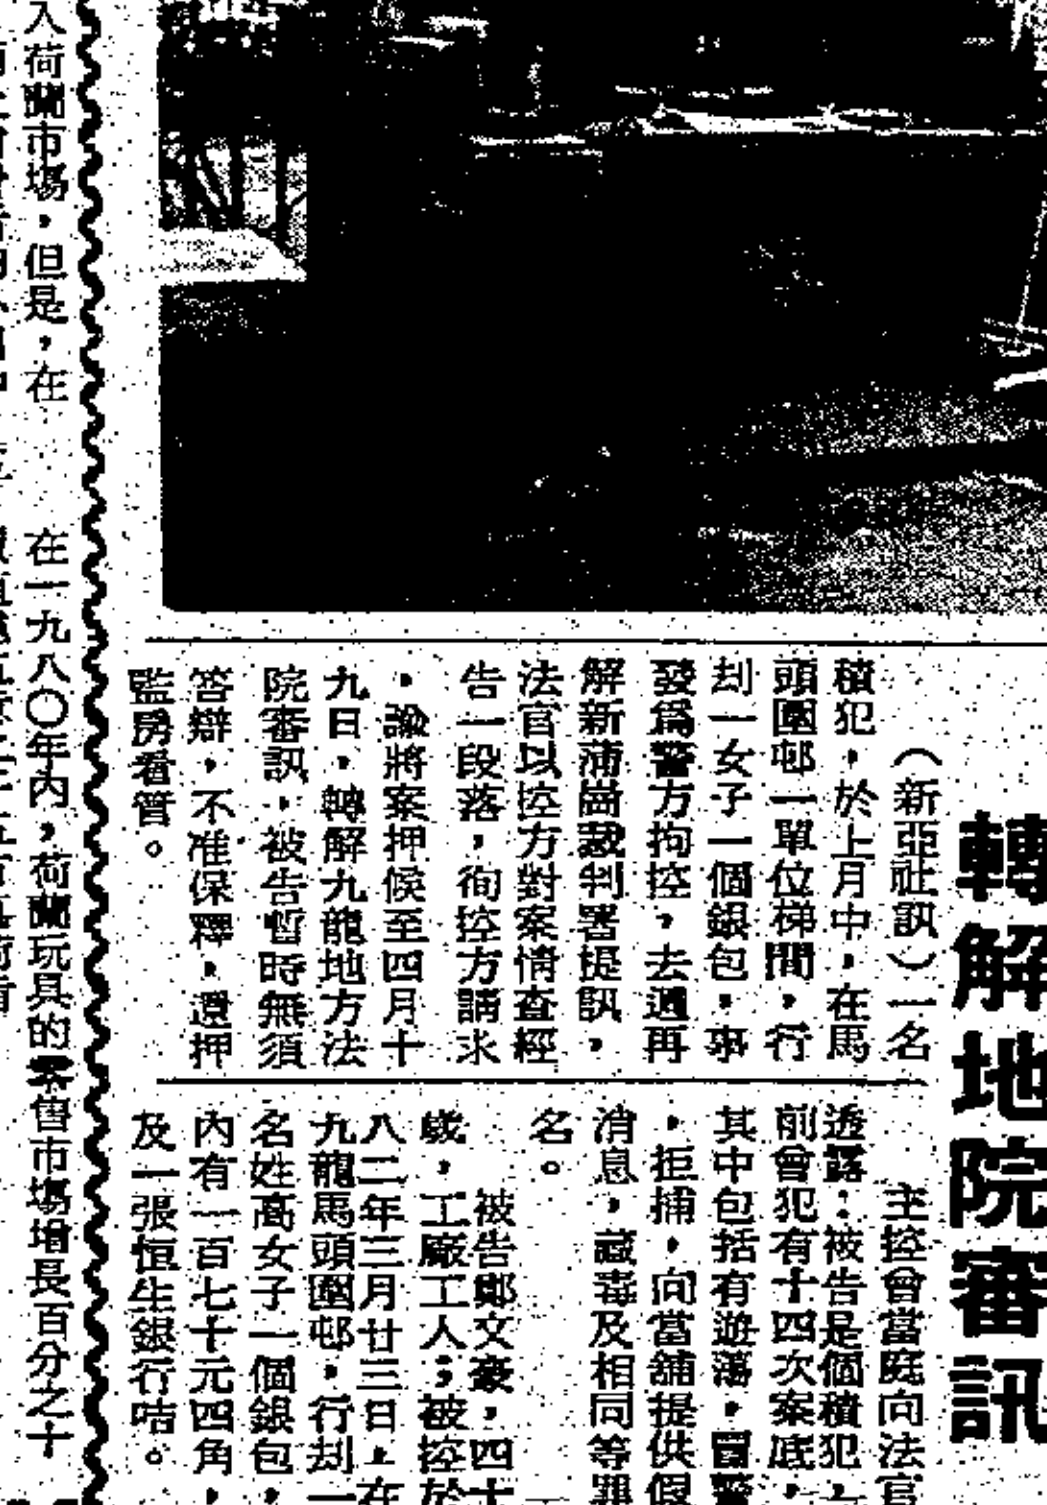 轉解地院審訊
（新亞社訊）一名
積犯，於上月中，在馬
頭圍邨一單位梯間，行
刦一女子一個銀包，事
發爲警方拘控，去週再
解新蒲崗裁判署提訊，
法官以控方對案情查經
告一段落，徇控方請求
，諭將案押候至四月十
九日，轉解九龍地方法
院審訊，被告暫時無須
答辯，不准保釋，還押
監房看管。
主控曾當庭向法官
透露：被告是個積犯，
前曾犯有十四次案底，
其中包括有遊蕩，冒警
，拒捕，向當舖提供假
消息，藏毒及相同等罪
名。
被告鄭文豪，四十
歲，工廠工人；被控於
八二年三月廿三日，在
九龍馬頭圍邨，行刦一
名姓高女子一個銀包，
內有一百七十元四角，
及一張恒生銀行咭。
入荷蘭市場，但是，在
在一九八〇年內，荷蘭玩具的零售市場增長百分之十